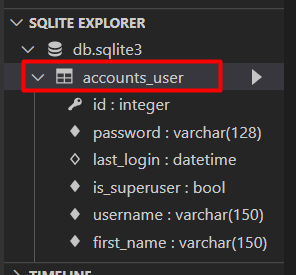 SQLITE EXPLORER
db.sqlite3
accounts_user
id : integer
password : varchar(128)
last_login : datetime
is_superuser : bool
username : varchar(150)
first_name : varchar(150)
TIMELINE